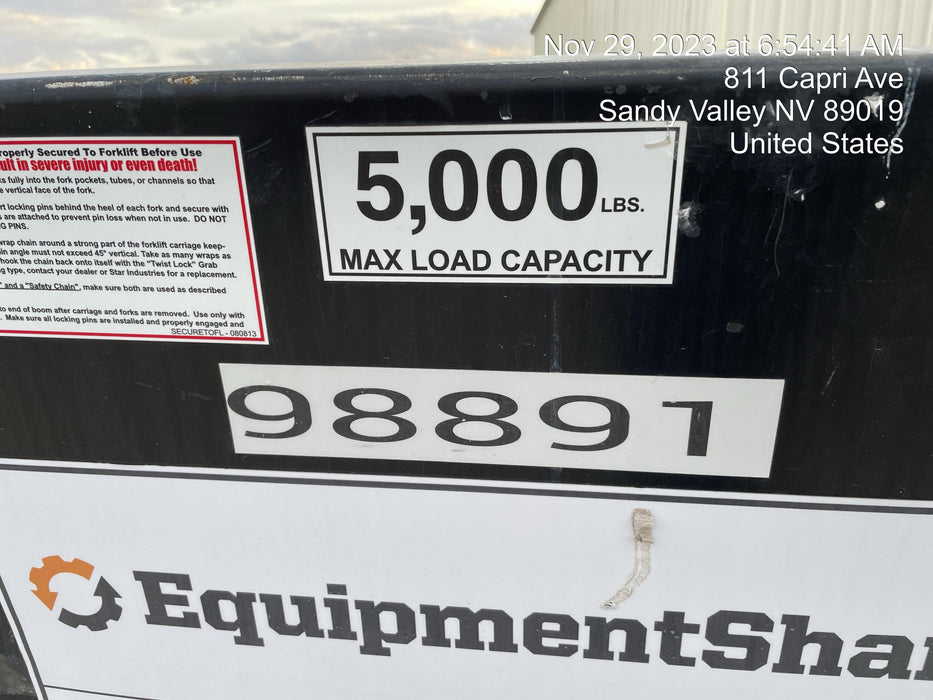 Nov 29, 2023 at 6:54:41 AM
811 Capri Ave
Sandy Valley NV 89019
United States
roperly Secured To Forklift Before Use
ult in severe injury or even death!
ks fully into the fork pockets, tubes, or channels so that
e vertical face of the fork.
rt locking pins behind the heel of each fork and secure with
s are attached to prevent pin loss when not in use. DO NOT
G PINS.
wrap chain around a strong part of the forklift carriage keep-
in angle must not exceed 45° vertical. Take as many wraps as
hook the chain back onto itself with the "Twist Lock" Grab
g type, contact your dealer or Star Industries for a replacement.
" and a "Safety Chain", make sure both are used as described
to end of boom after carriage and forks are removed. Use only with
. Make sure all locking pins are installed and properly engaged and
SECURETOFL - 080813
5,000 LBS.
MAX LOAD CAPACITY
98891
EquipmentShar